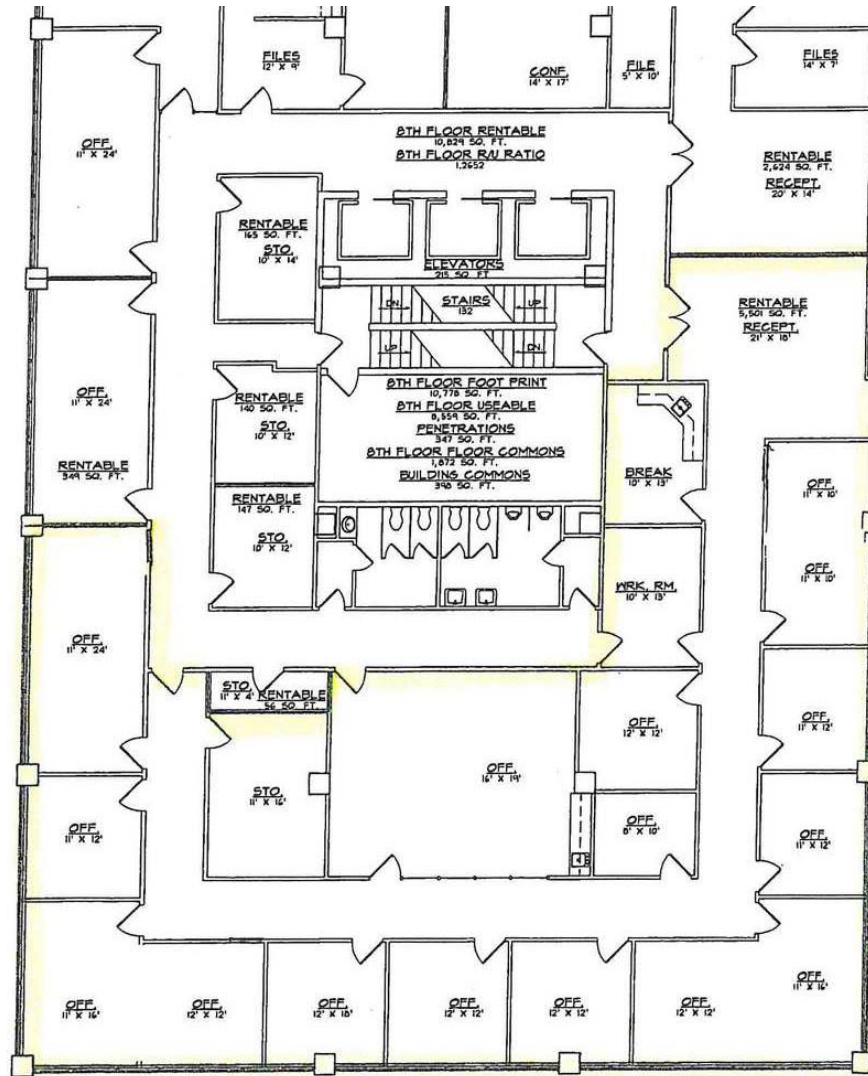 FILES
12' X 9'
CONF.
14' X 17'
FILE
5' X 10'
FILES
14' X 7'
OFF.
11' X 24'
8TH FLOOR RENTABLE
10,829 SQ. FT.
8TH FLOOR R/U RATIO
1.2652
RENTABLE
2,624 SQ. FT.
RECEPT.
20' X 14'
RENTABLE
165 SQ. FT.
STO.
10' X 14'
ELEVATORS
215 SQ. FT
DN.
STAIRS
132
UP
UP
DN.
RENTABLE
5,501 SQ. FT.
RECEPT.
21' X 18'
OFF.
11' X 24'
RENTABLE
349 SQ. FT.
RENTABLE
140 SQ. FT.
STO.
10' X 12'
8TH FLOOR FOOT PRINT
10,778 SQ. FT.
8TH FLOOR USEABLE
8,559 SQ. FT.
PENETRATIONS
347 SQ. FT.
8TH FLOOR FLOOR COMMONS
1,872 SQ. FT.
BUILDING COMMONS
398 SQ. FT.
BREAK
10' X 13'
OFF.
11' X 10'
RENTABLE
147 SQ. FT.
STO.
10' X 12'
OFF.
11' X 10'
WRK. RM.
10' X 13'
OFF.
11' X 24'
STO.
11' X 4'
RENTABLE
56 SQ. FT.
OFF.
12' X 12'
OFF.
11' X 12'
OFF.
16' X 19'
STO.
11' X 16'
OFF.
11' X 12'
OFF.
8' X 10'
OFF.
11' X 12'
OFF.
11' X 16'
OFF.
12' X 12'
OFF.
12' X 18'
OFF.
12' X 12'
OFF.
12' X 12'
OFF.
12' X 12'
OFF.
11' X 16'